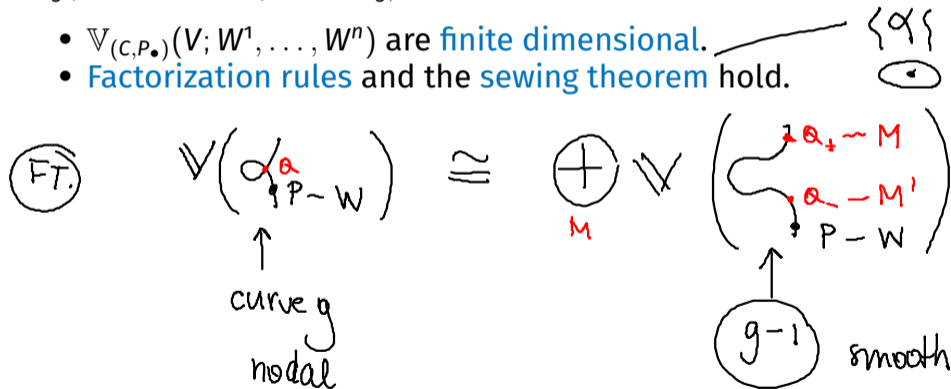 • 𝕍_(C,P•)(V; W¹, . . . , Wⁿ) are finite dimensional.
• Factorization rules and the sewing theorem hold.
FT. 𝕍( Q P – W ) ≅ ⊕ M 𝕍( Q₊ – M Q₋ – M' P – W )
curve g
nodal
g-1 smooth